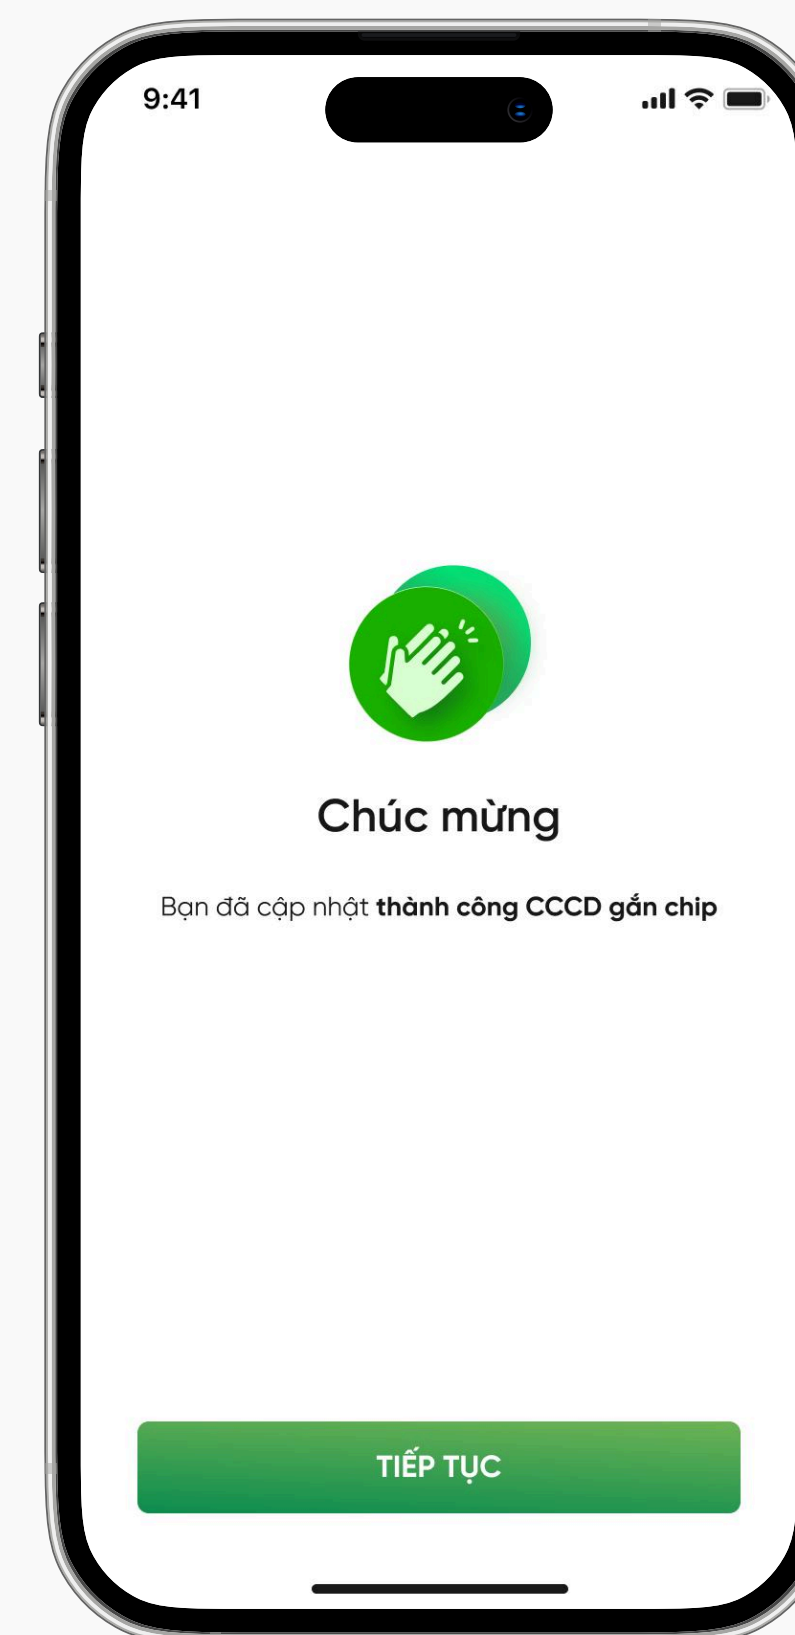 9:41
Chúc mừng
Bạn đã cập nhật thành công CCCD gắn chip
TIẾP TỤC